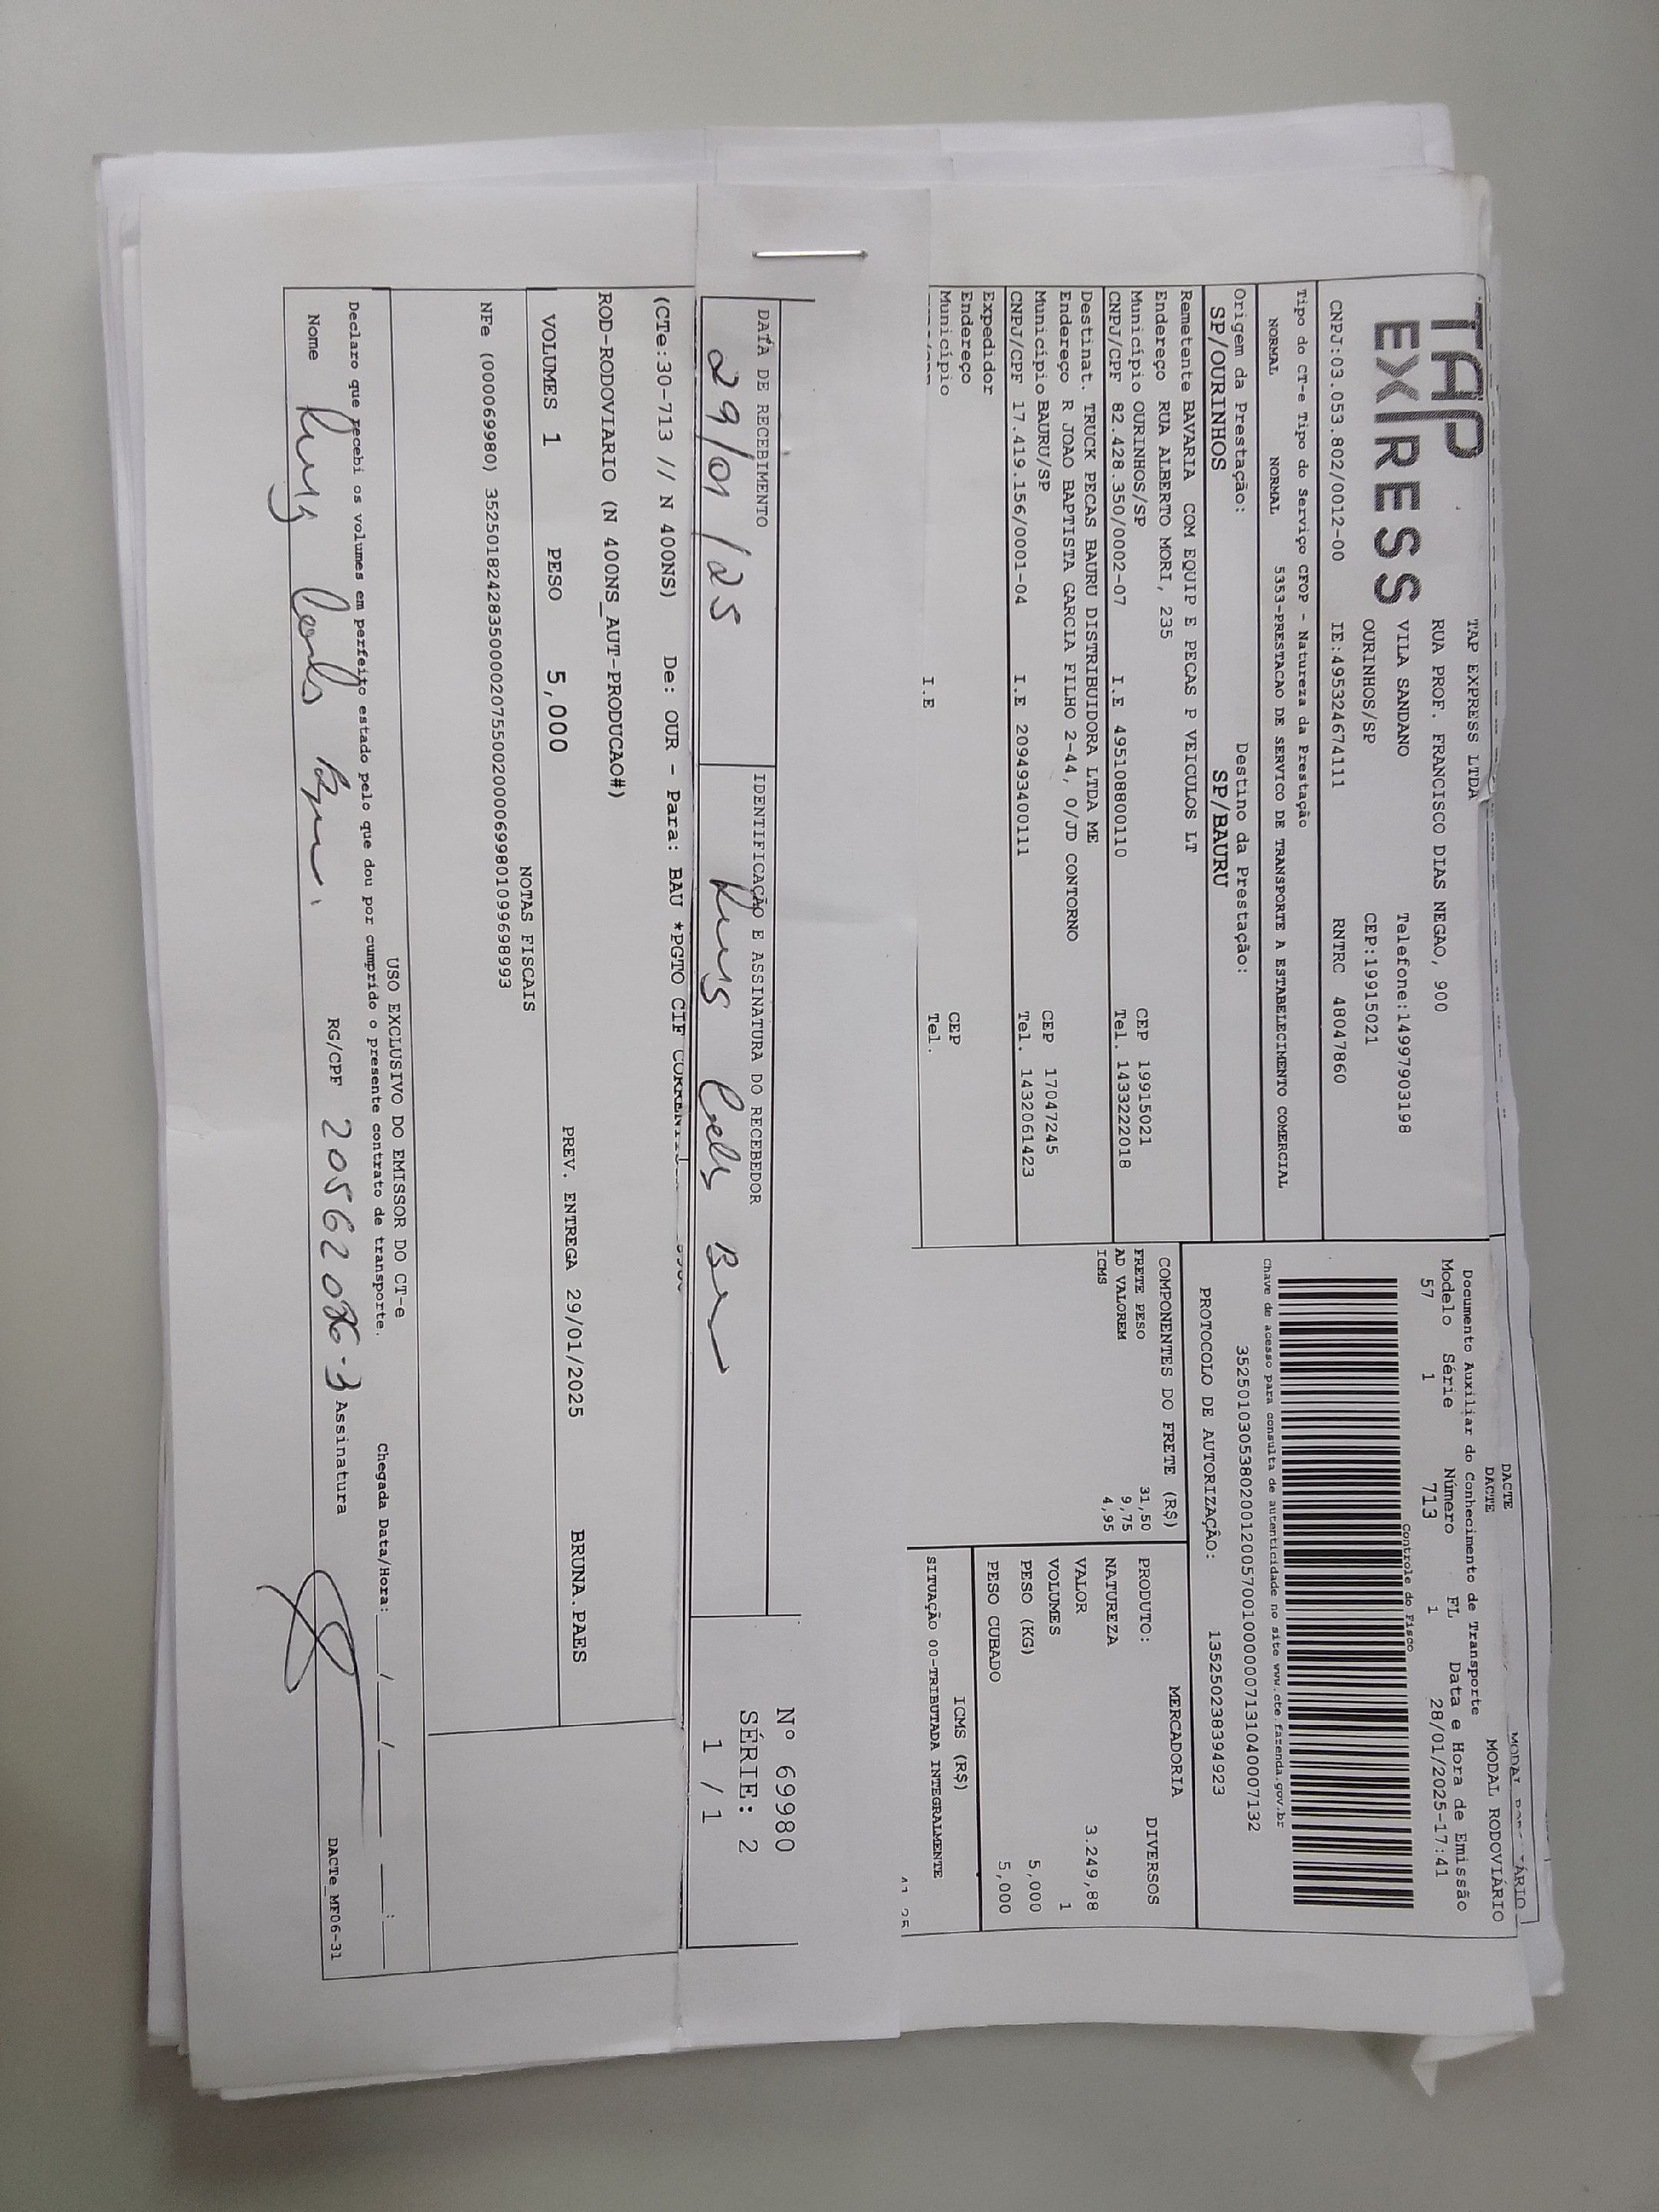 DACTE
MODAL RODOVIÁRIO
TAP EXPRESS
TAP EXPRESS LTDA
RUA PROF. FRANCISCO DIAS NEGAO, 900
VILA SANDANO Telefone:14997903198
OURINHOS/SP CEP:19915021
CNPJ:03.053.802/0012-00 IE:495324674111 RNTRC 48047860
DACTE MODAL RODOVIÁRIO
Documento Auxiliar do Conhecimento de Transporte
Modelo Série Número FL Data e Hora de Emissão
57 1 713 1 28/01/2025-17:41
Controle do Fisco
Chave de acesso para consulta de autenticidade no site www.cte.fazenda.gov.br
35250103053802001200570010000007131040007132
PROTOCOLO DE AUTORIZAÇÃO: 135250238394923
Tipo do CT-e Tipo do Serviço CFOP - Natureza da Prestação
NORMAL NORMAL 5353-PRESTACAO DE SERVICO DE TRANSPORTE A ESTABELECIMENTO COMERCIAL
Origem da Prestação: Destino da Prestação:
SP/OURINHOS SP/BAURU
Remetente BAVARIA COM EQUIP E PECAS P VEICULOS LT
Endereço RUA ALBERTO MORI, 235
Município OURINHOS/SP CEP 19915021
CNPJ/CPF 82.428.350/0002-07 I.E 495108800110 Tel. 1433222018
Destinat. TRUCK PECAS BAURU DISTRIBUIDORA LTDA ME
Endereço R JOAO BAPTISTA GARCIA FILHO 2-44, 0/JD CONTORNO
Município BAURU/SP CEP 17047245
CNPJ/CPF 17.419.156/0001-04 I.E 209493400111 Tel. 1432061423
Expedidor
Endereço
Município CEP
I.E Tel.
COMPONENTES DO FRETE (R$)
FRETE PESO 31,50
AD VALOREM 9,75
ICMS 4,95
MERCADORIA
PRODUTO: DIVERSOS
NATUREZA
VALOR 3.249,88
VOLUMES 1
PESO (KG) 5,000
PESO CUBADO 5,000
ICMS (R$)
SITUAÇÃO 00-TRIBUTADA INTEGRALMENTE
DATA DE RECEBIMENTO IDENTIFICAÇÃO E ASSINATURA DO RECEBEDOR
29/01/25
Nº 69980
SÉRIE: 2
1 / 1
(CTe:30-713 // N 400NS) De: OUR - Para: BAU *PGTO CIF
ROD-RODOVIARIO (N 400NS_AUT-PRODUCAO#)
VOLUMES 1 PESO 5,000 PREV. ENTREGA 29/01/2025 BRUNA.PAES
NOTAS FISCAIS
NFe (000069980) 35250182428350000207550020000699801099698993
USO EXCLUSIVO DO EMISSOR DO CT-e
Declaro que recebi os volumes em perfeito estado pelo que dou por cumprido o presente contrato de transporte. Chegada Data/Hora: / / :
Nome RG/CPF Assinatura
DACTe_MF06-31